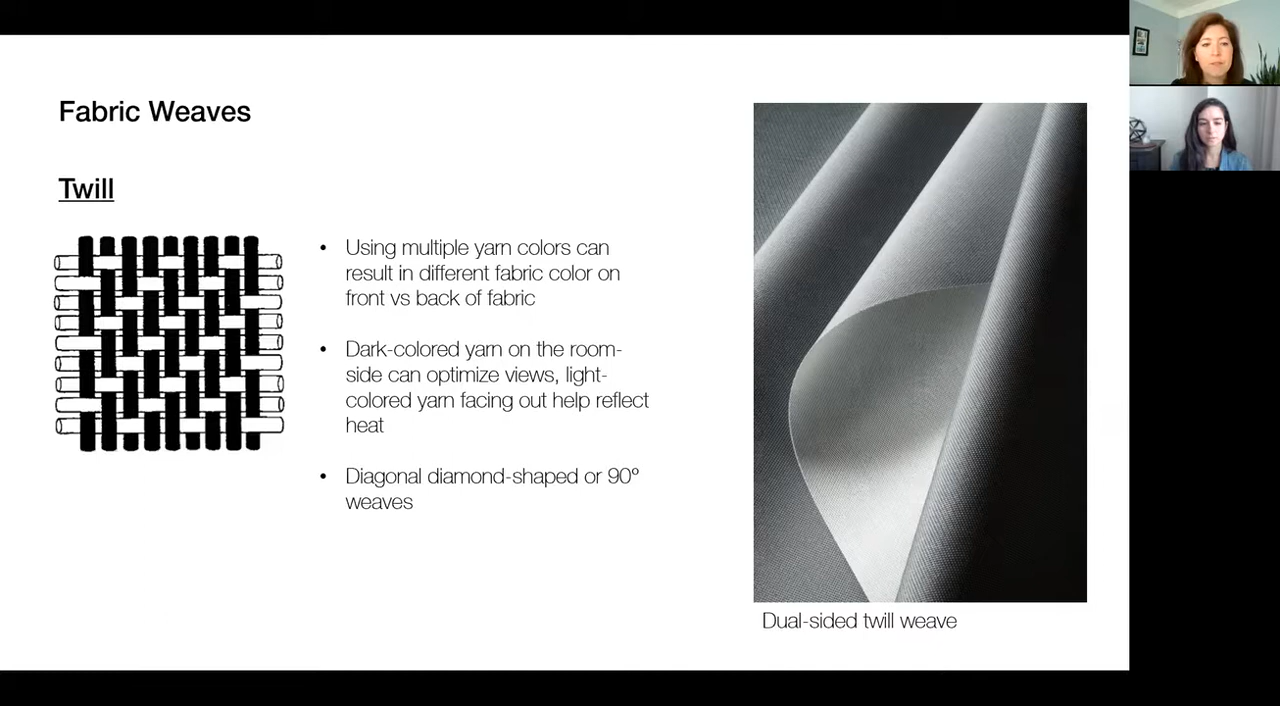 Fabric Weaves
Twill
• Using multiple yarn colors can
result in different fabric color on
front vs back of fabric
• Dark-colored yarn on the room-
side can optimize views, light-
colored yarn facing out help reflect
heat
• Diagonal diamond-shaped or 90°
weaves
Dual-sided twill weave